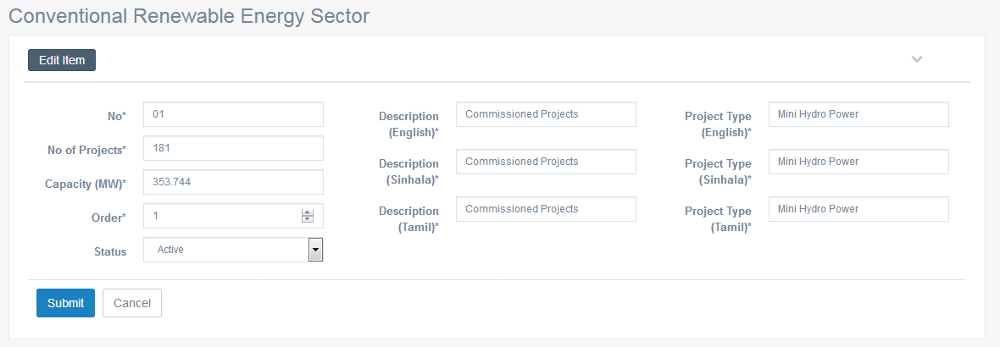 Conventional Renewable Energy Sector
Edit Item
No*
01
No of Projects*
181
Capacity (MW)*
353.744
Order*
1
Status
Active
Description
(English)*
Commissioned Projects
Description
(Sinhala)*
Commissioned Projects
Description
(Tamil)*
Commissioned Projects
Project Type
(English)*
Mini Hydro Power
Project Type
(Sinhala)*
Mini Hydro Power
Project Type
(Tamil)*
Mini Hydro Power
Submit
Cancel